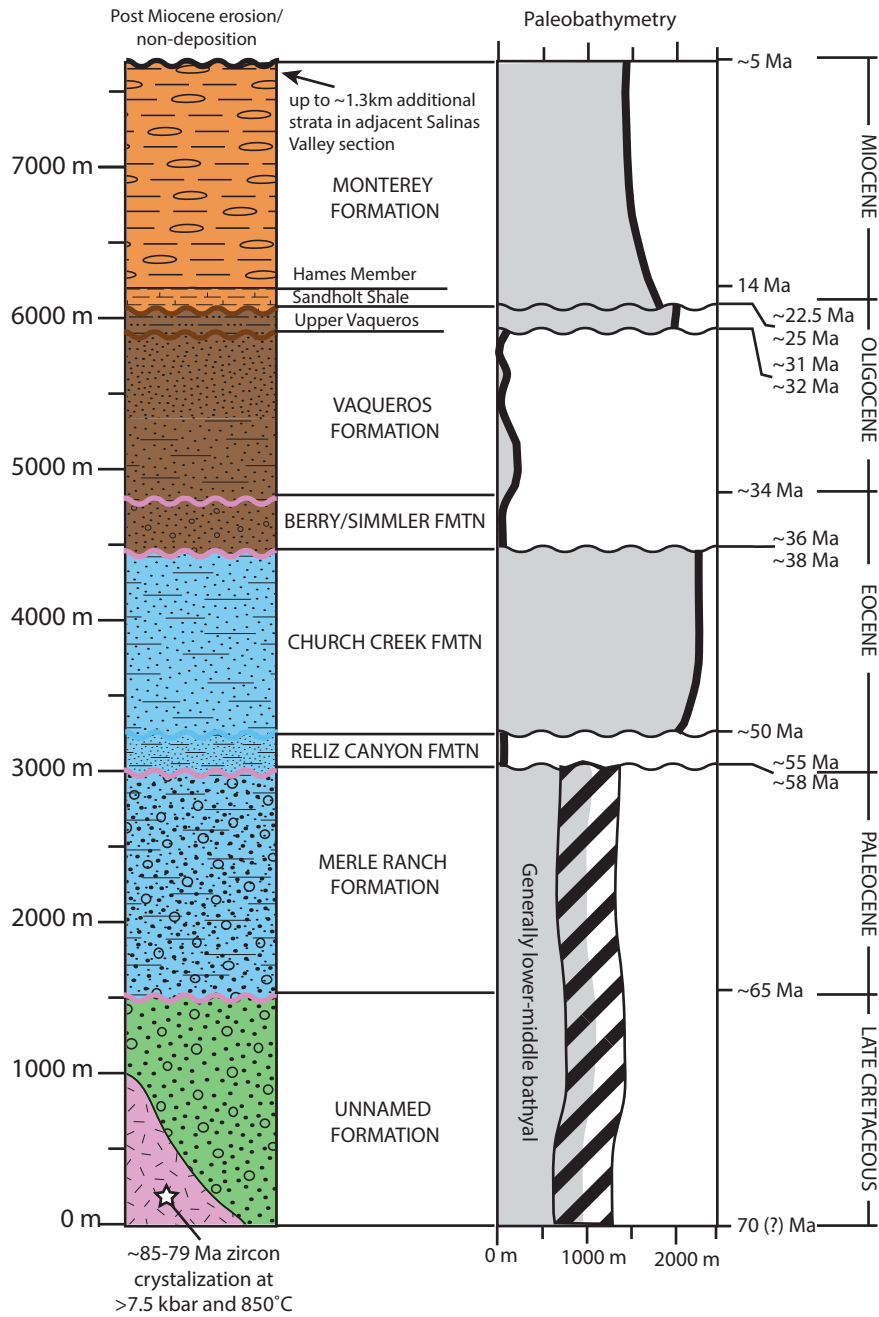 Post Miocene erosion/
non-deposition
Paleobathymetry
up to ~1.3km additional
strata in adjacent Salinas
Valley section
7000 m
6000 m
5000 m
4000 m
3000 m
2000 m
1000 m
0 m
MONTEREY
FORMATION
Hames Member
Sandholt Shale
Upper Vaqueros
VAQUEROS
FORMATION
BERRY/SIMMLER FMTN
CHURCH CREEK FMTN
RELIZ CANYON FMTN
MERLE RANCH
FORMATION
UNNAMED
FORMATION
~85-79 Ma zircon
crystalization at
>7.5 kbar and 850˚C
Generally lower-middle bathyal
0 m
1000 m
2000 m
~5 Ma
14 Ma
~22.5 Ma
~25 Ma
~31 Ma
~32 Ma
~34 Ma
~36 Ma
~38 Ma
~50 Ma
~55 Ma
~58 Ma
~65 Ma
70 (?) Ma
MIOCENE
OLIGOCENE
EOCENE
PALEOCENE
LATE CRETACEOUS